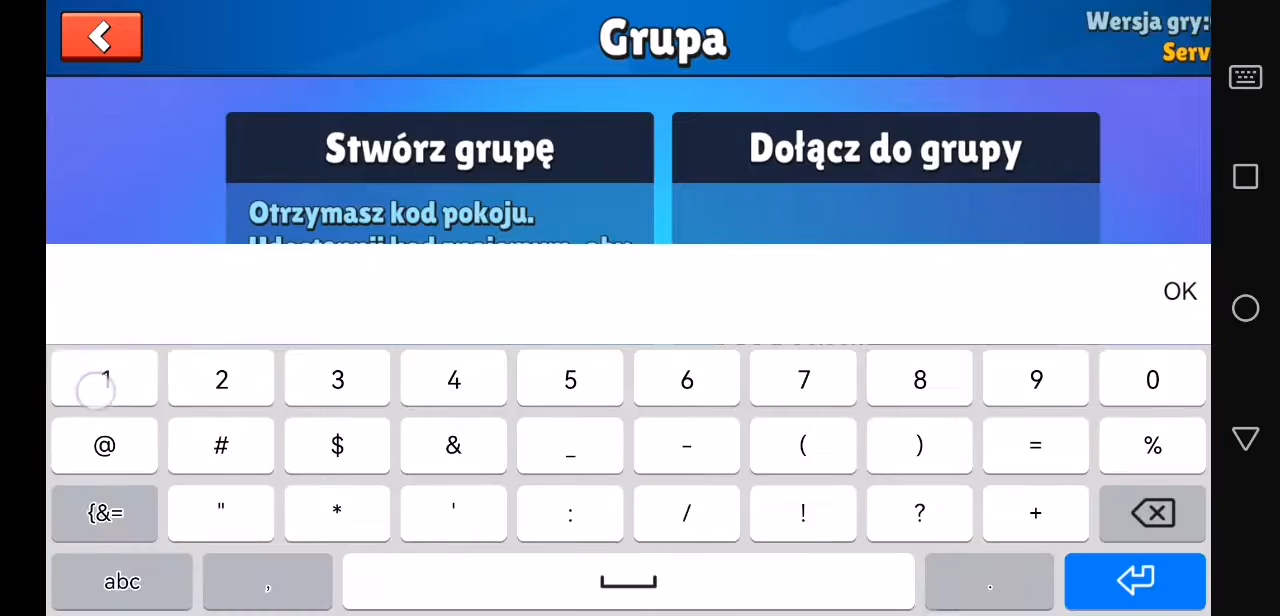 Grupa
Wersja gry:
Serv
Stwórz grupę
Dołącz do grupy
Otrzymasz kod pokoju.
OK
1 2 3 4 5 6 7 8 9 0
@ # $ & _ - ( ) = %
{&= " * ' : / ! ? +
abc , .